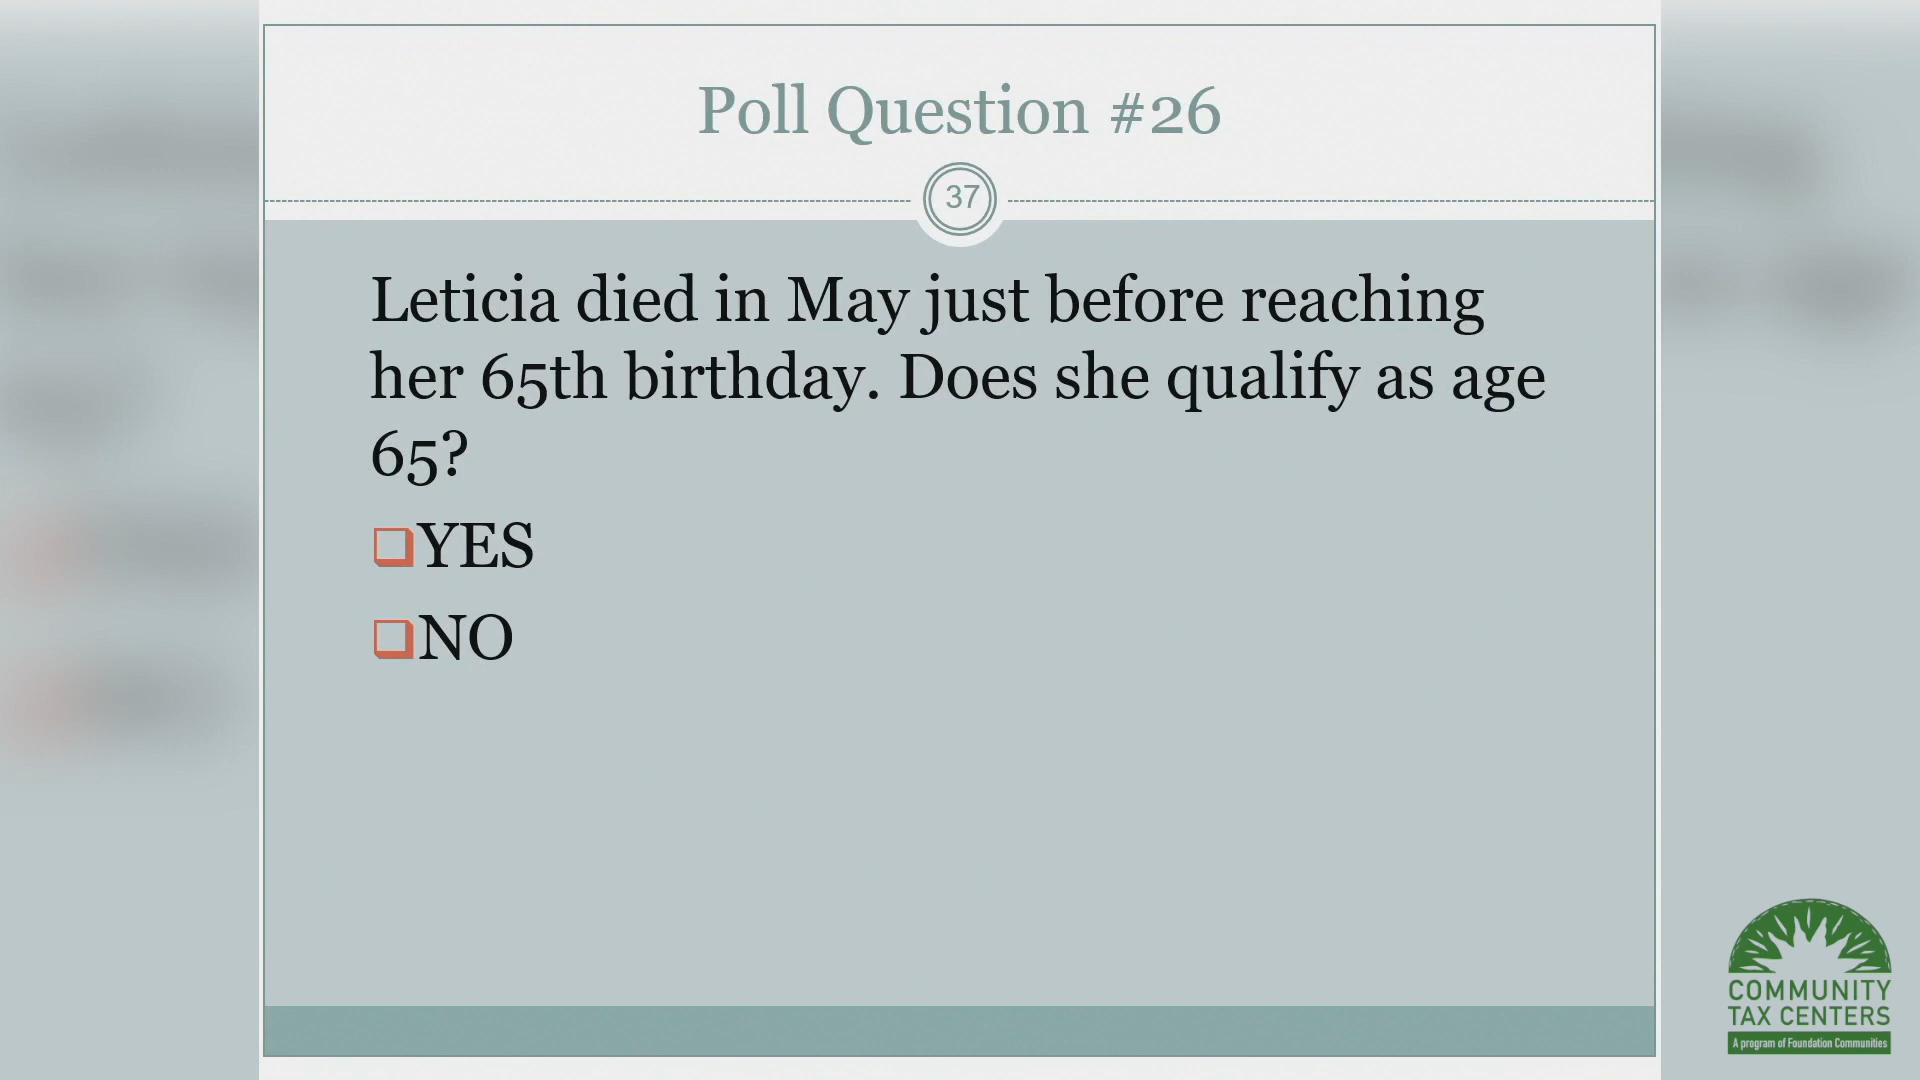 Poll Question #26
37
Leticia died in May just before reaching
her 65th birthday. Does she qualify as age
65?
YES
NO
COMMUNITY
TAX CENTERS
A program of Foundation Communities